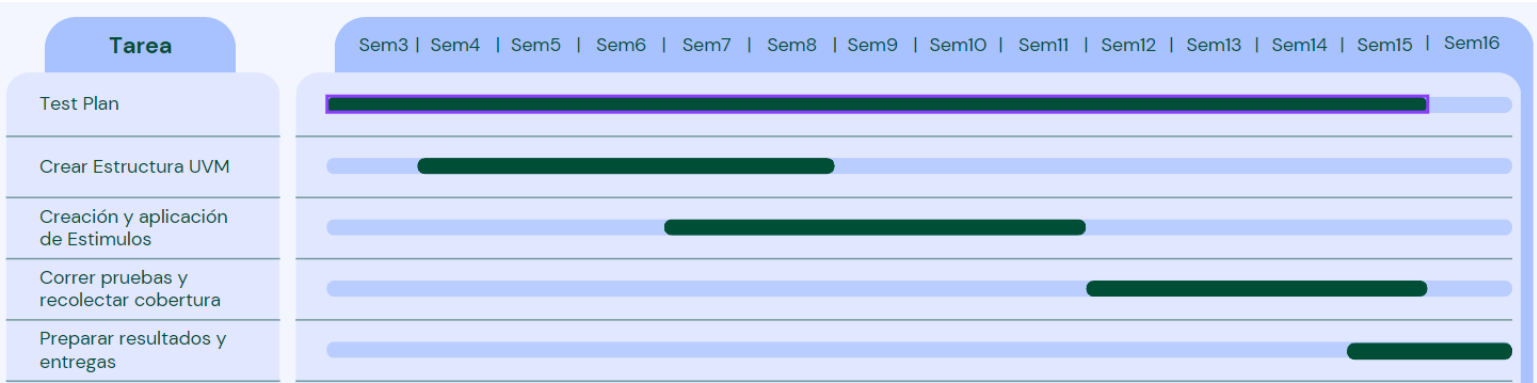 Tarea
Sem3 | Sem4 | Sem5 | Sem6 | Sem7 | Sem8 | Sem9 | Sem10 | Sem11 | Sem12 | Sem13 | Sem14 | Sem15 | Sem16
Test Plan
Crear Estructura UVM
Creación y aplicación
de Estimulos
Correr pruebas y
recolectar cobertura
Preparar resultados y
entregas